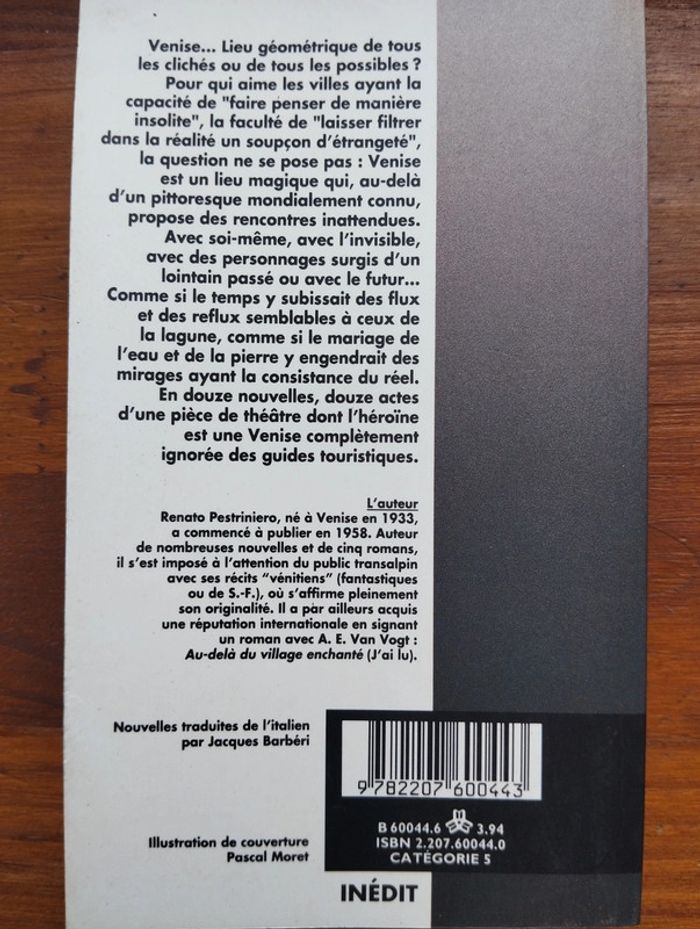 Venise... Lieu géométrique de tous
les clichés ou de tous les possibles ?
Pour qui aime les villes ayant la
capacité de "faire penser de manière
insolite", la faculté de "laisser filtrer
dans la réalité un soupçon d'étrangeté",
la question ne se pose pas : Venise
est un lieu magique qui, au-delà
d'un pittoresque mondialement connu,
propose des rencontres inattendues.
Avec soi-même, avec l'invisible,
avec des personnages surgis d'un
lointain passé ou avec le futur...
Comme si le temps y subissait des flux
et des reflux semblables à ceux de
la lagune, comme si le mariage de
l'eau et de la pierre y engendrait des
mirages ayant la consistance du réel.
En douze nouvelles, douze actes
d'une pièce de théâtre dont l'héroïne
est une Venise complètement
ignorée des guides touristiques.
L'auteur
Renato Pestriniero, né à Venise en 1933,
a commencé à publier en 1958. Auteur
de nombreuses nouvelles et de cinq romans,
il s'est imposé à l'attention du public transalpin
avec ses récits "vénitiens" (fantastiques
ou de S.-F.), où s'affirme pleinement
son originalité. Il a par ailleurs acquis
une réputation internationale en signant
un roman avec A. E. Van Vogt :
Au-delà du village enchanté (J'ai lu).
Nouvelles traduites de l'italien
par Jacques Barbéri
Illustration de couverture
Pascal Moret
9 782207 600443
B 60044.6 3.94
ISBN 2.207.60044.0
CATÉGORIE 5
INÉDIT